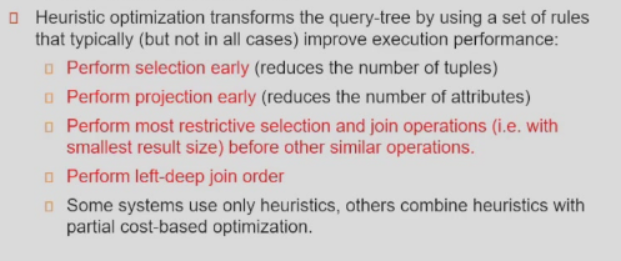 Heuristic optimization transforms the query-tree by using a set of rules
that typically (but not in all cases) improve execution performance:
Perform selection early (reduces the number of tuples)
Perform projection early (reduces the number of attributes)
Perform most restrictive selection and join operations (i.e. with
smallest result size) before other similar operations.
Perform left-deep join order
Some systems use only heuristics, others combine heuristics with
partial cost-based optimization.